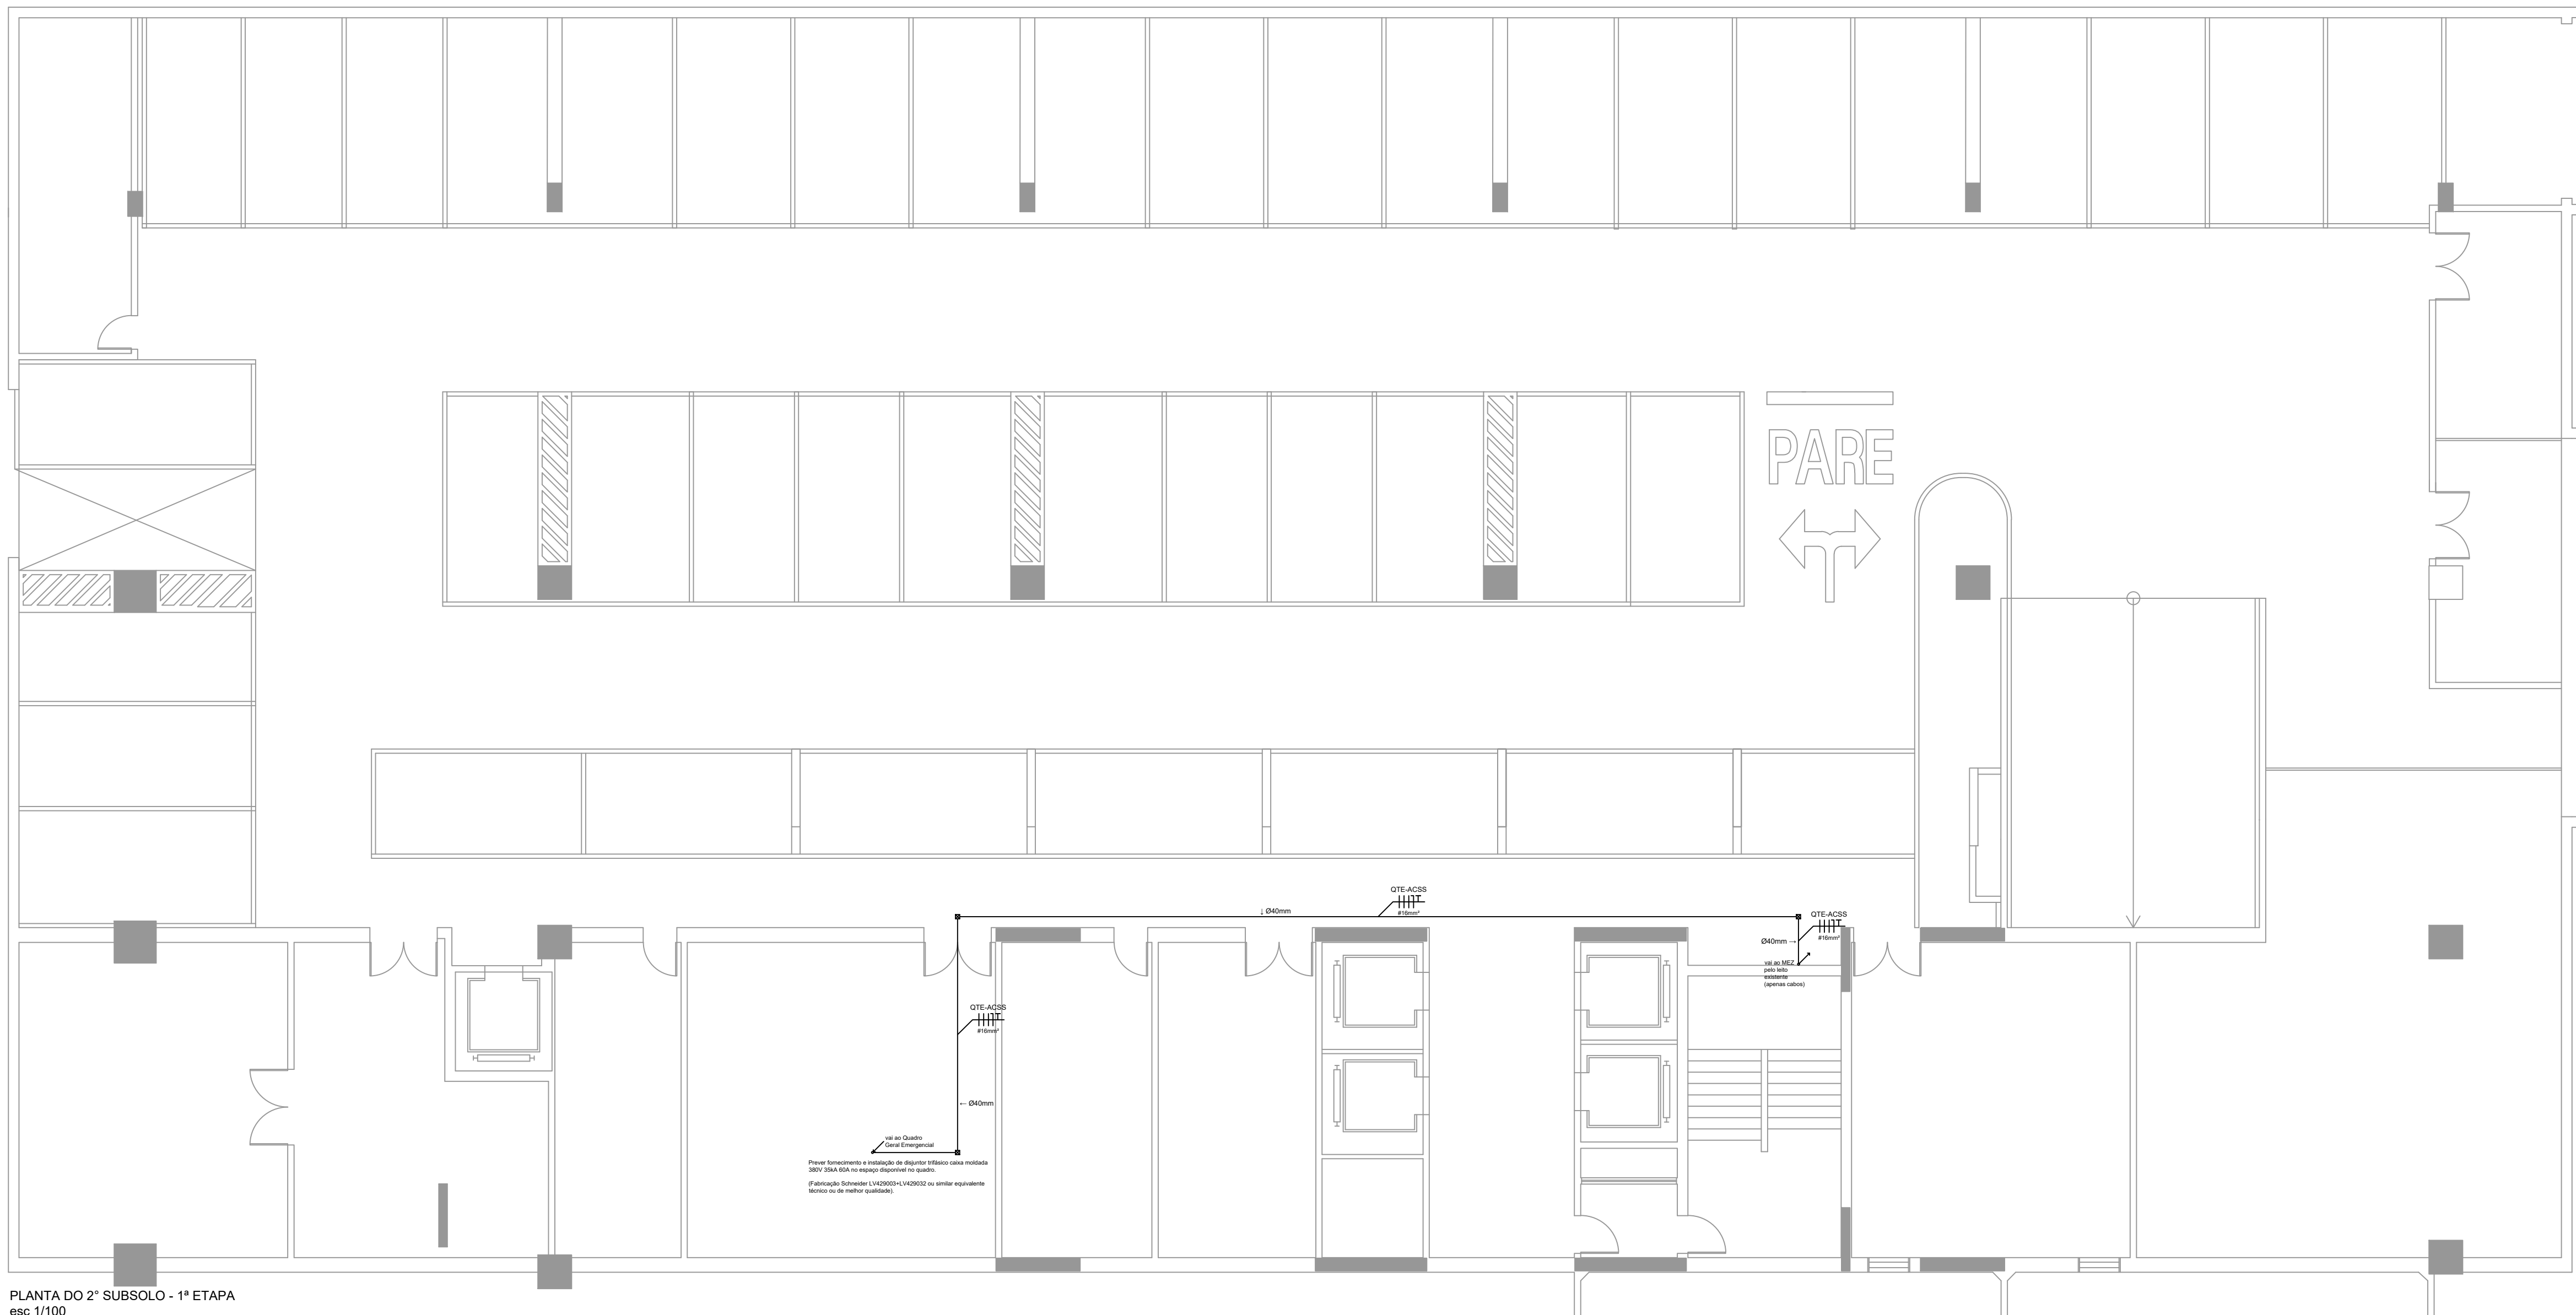 PARE
QTE-ACSS
#16mm²
↓ Ø40mm
QTE-ACSS
#16mm²
Ø40mm →
vai ao MEZ
pelo leito
existente
(apenas cabos)
QTE-ACSS
#16mm²
← Ø40mm
vai ao Quadro
Geral Emergencial
Prever fornecimento e instalação de disjuntor trifásico caixa moldada
380V 35kA 60A no espaço disponível no quadro.
(Fabricação Schneider LV429003+LV429032 ou similar equivalente
técnico ou de melhor qualidade).
PLANTA DO 2° SUBSOLO - 1ª ETAPA
esc 1/100